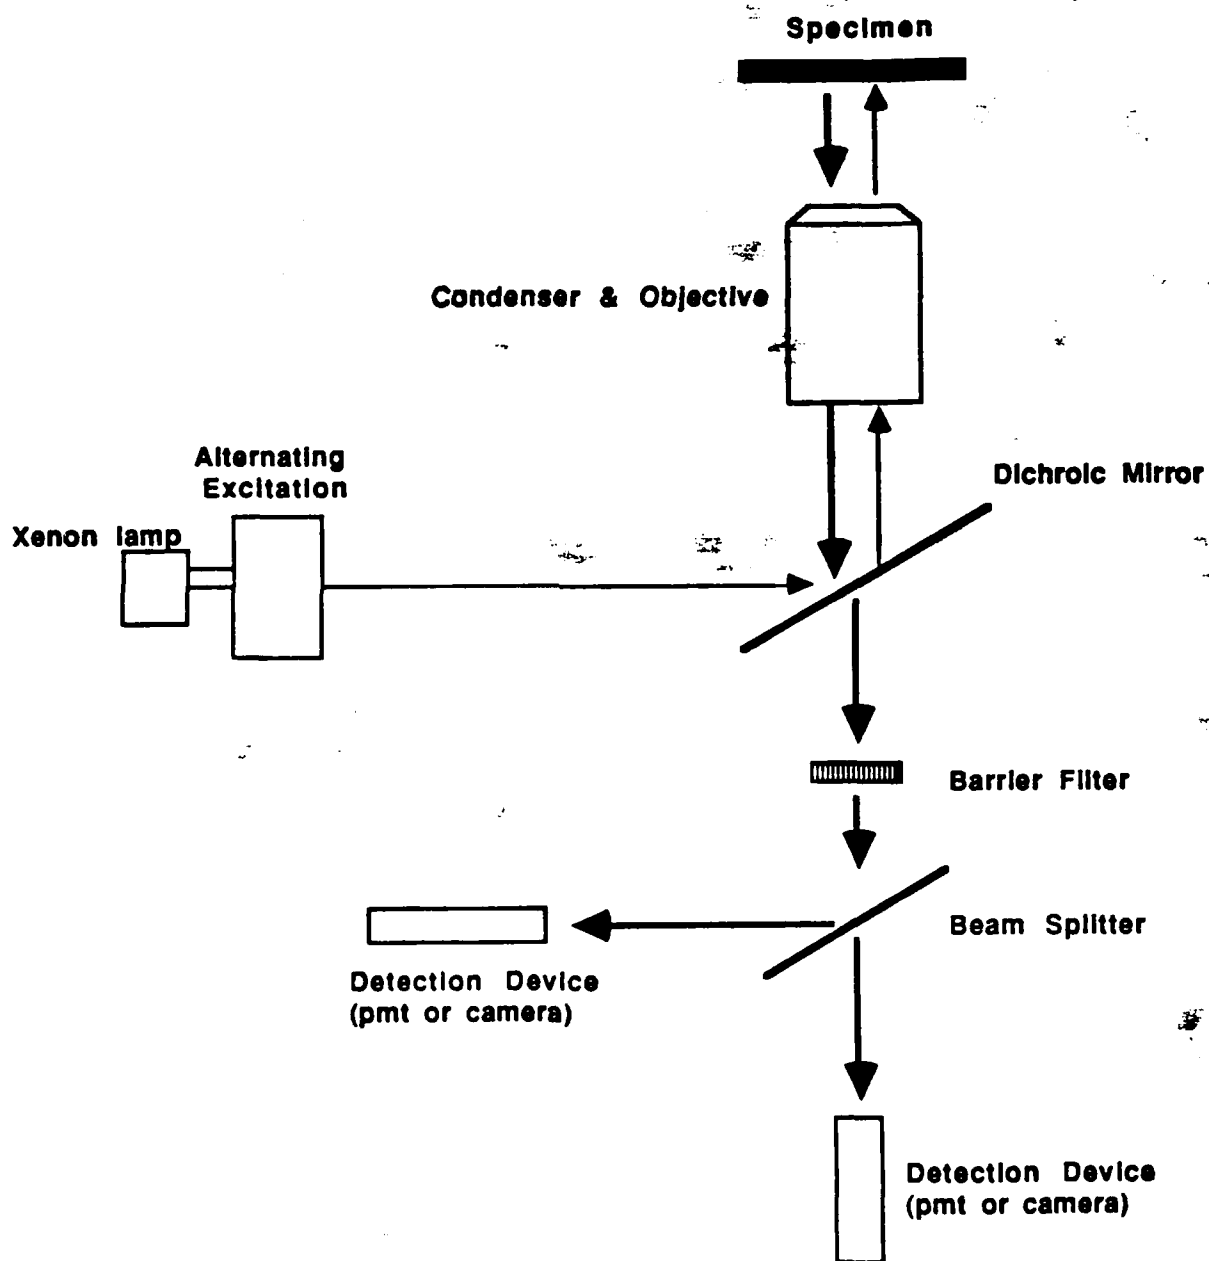 Specimen
Condenser & Objective
Alternating
Excitation
Dichroic Mirror
Xenon lamp
Barrier Filter
Beam Splitter
Detection Device
(pmt or camera)
Detection Device
(pmt or camera)